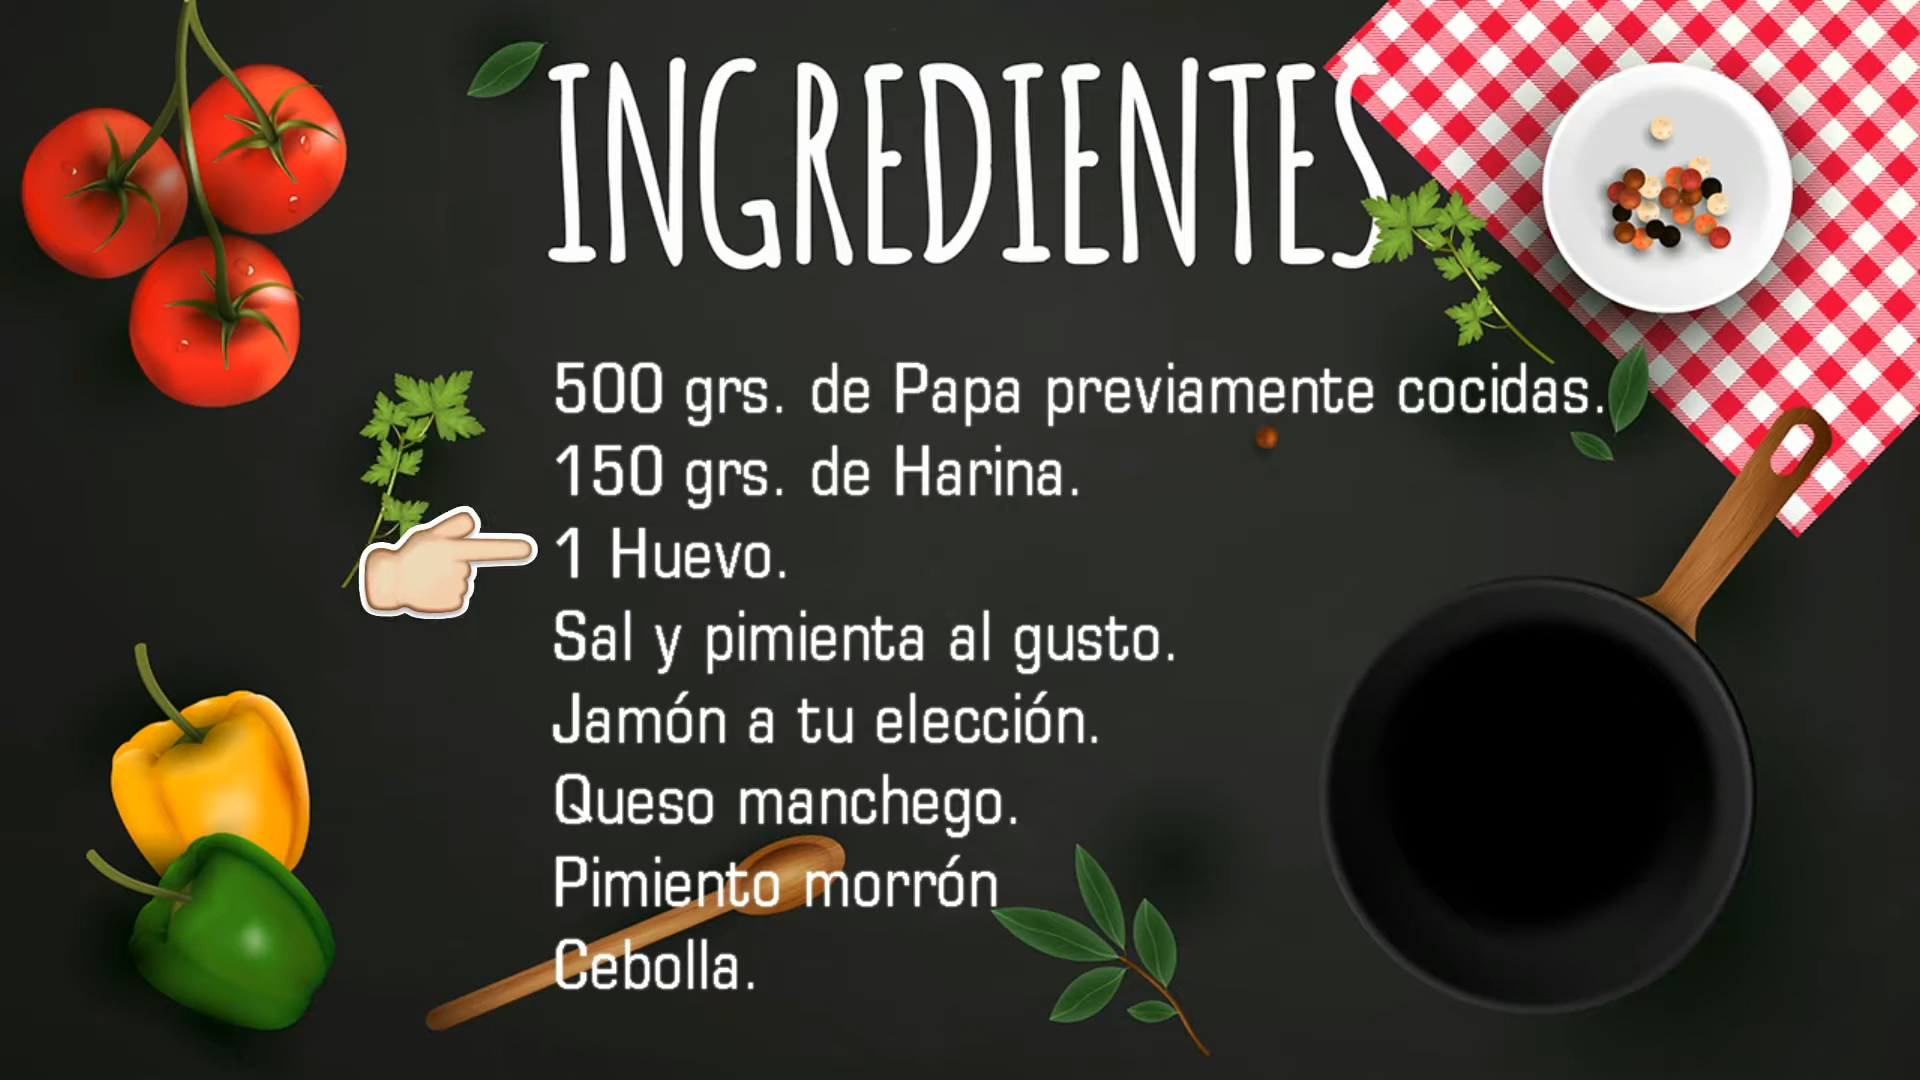 INGREDIENTES
500 grs. de Papa previamente cocidas.
150 grs. de Harina.
1 Huevo.
Sal y pimienta al gusto.
Jamón a tu elección.
Queso manchego.
Pimiento morrón
Cebolla.